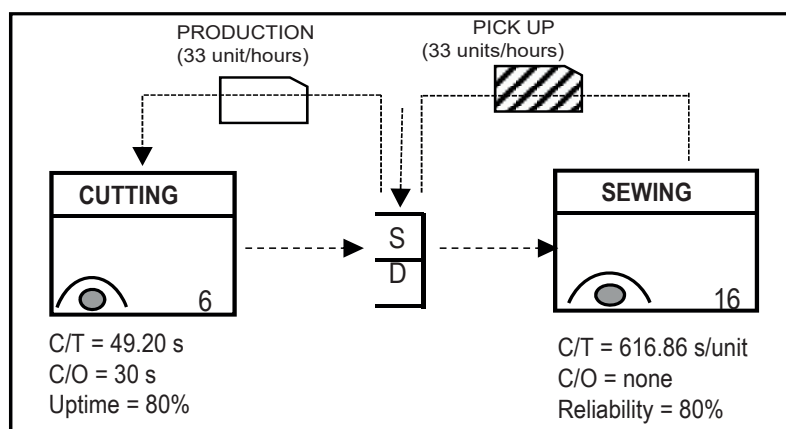 PRODUCTION
(33 unit/hours)
PICK UP
(33 units/hours)
CUTTING
6
S
D
SEWING
16
C/T = 49.20 s
C/O = 30 s
Uptime = 80%
C/T = 616.86 s/unit
C/O = none
Reliability = 80%